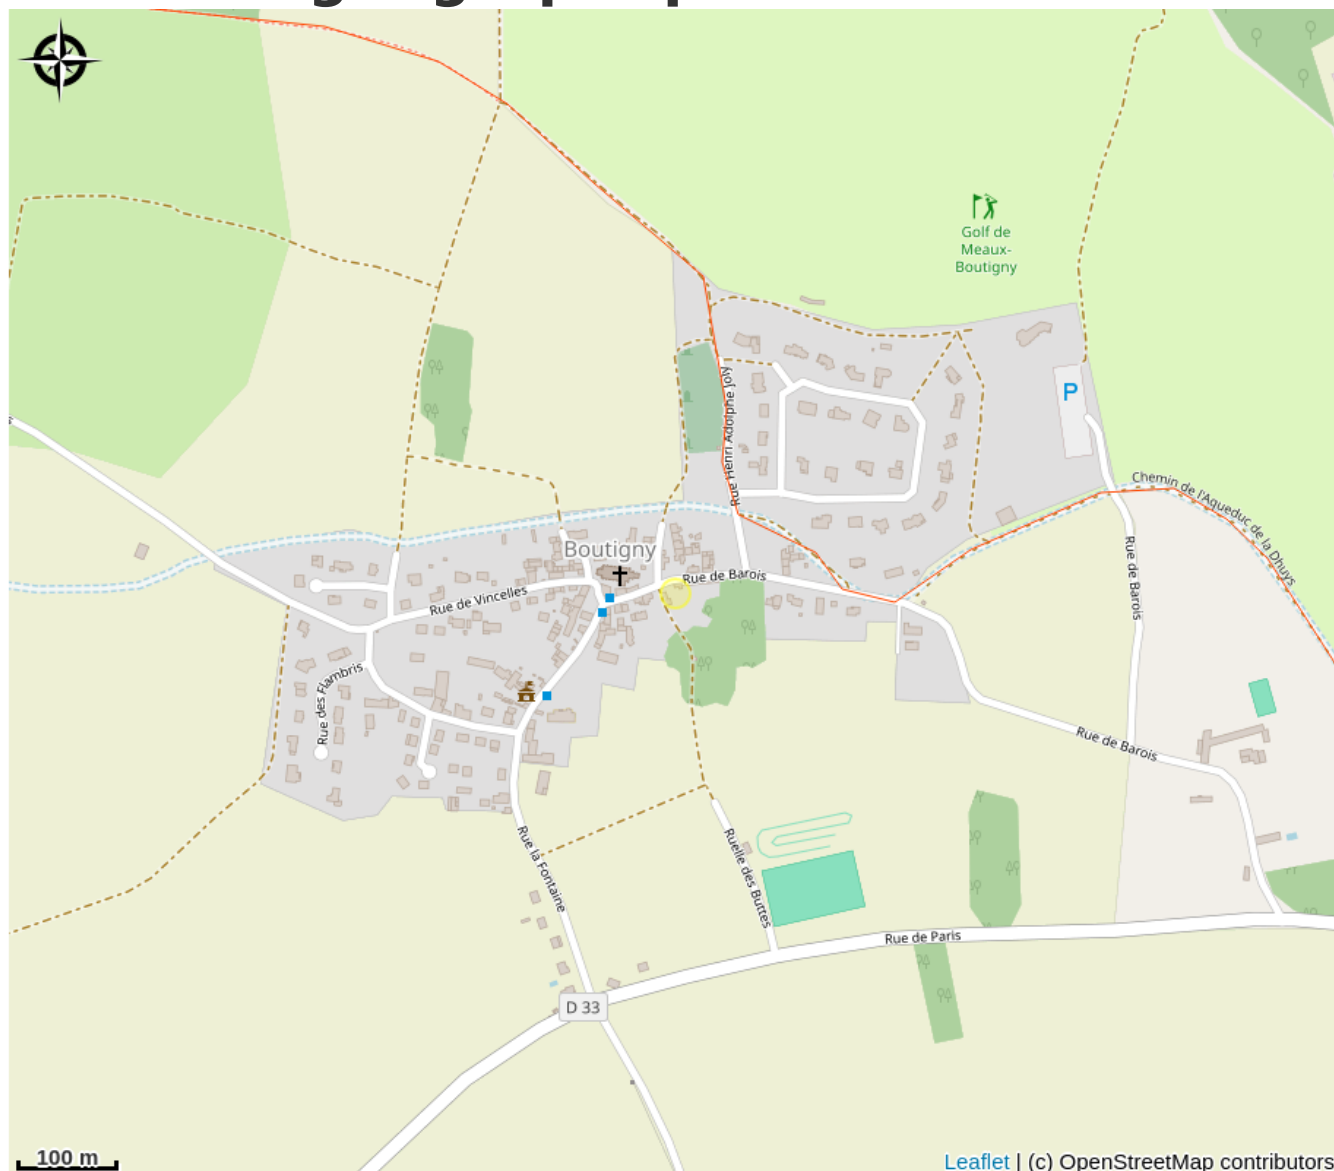 Golf de
Meaux-
Boutigny
P
Rue Henri Adolphe Joly
Chemin de l'Aqueduc de la Dhuys
Boutigny
Rue de Barois
Rue de Barois
Rue de Vincelles
Rue des Flambris
Rue de Barois
Rue la Fontaine
Ruelle des Buttes
Rue de Paris
D 33
100 m
Leaflet | (c) OpenStreetMap contributors